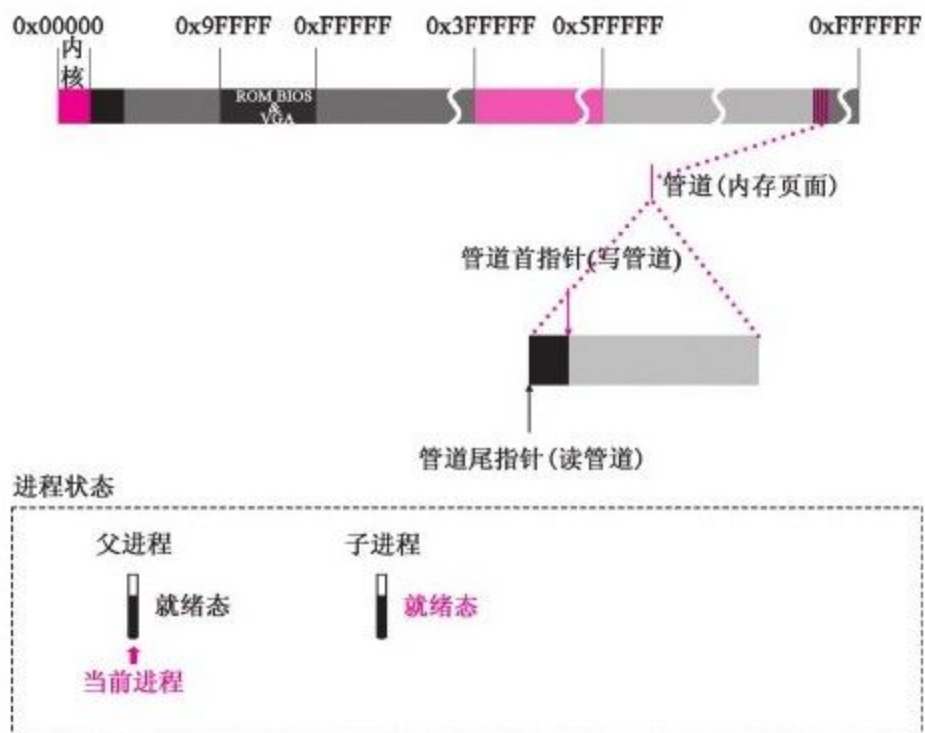 0x00000 0x9FFFF 0xFFFFF 0x3FFFFF 0x5FFFFF 0xFFFFFF
内
核
ROM BIOS
&
VGA
管道(内存页面)
管道首指针(写管道)
管道尾指针(读管道)
进程状态
父进程 子进程
就绪态 就绪态
当前进程